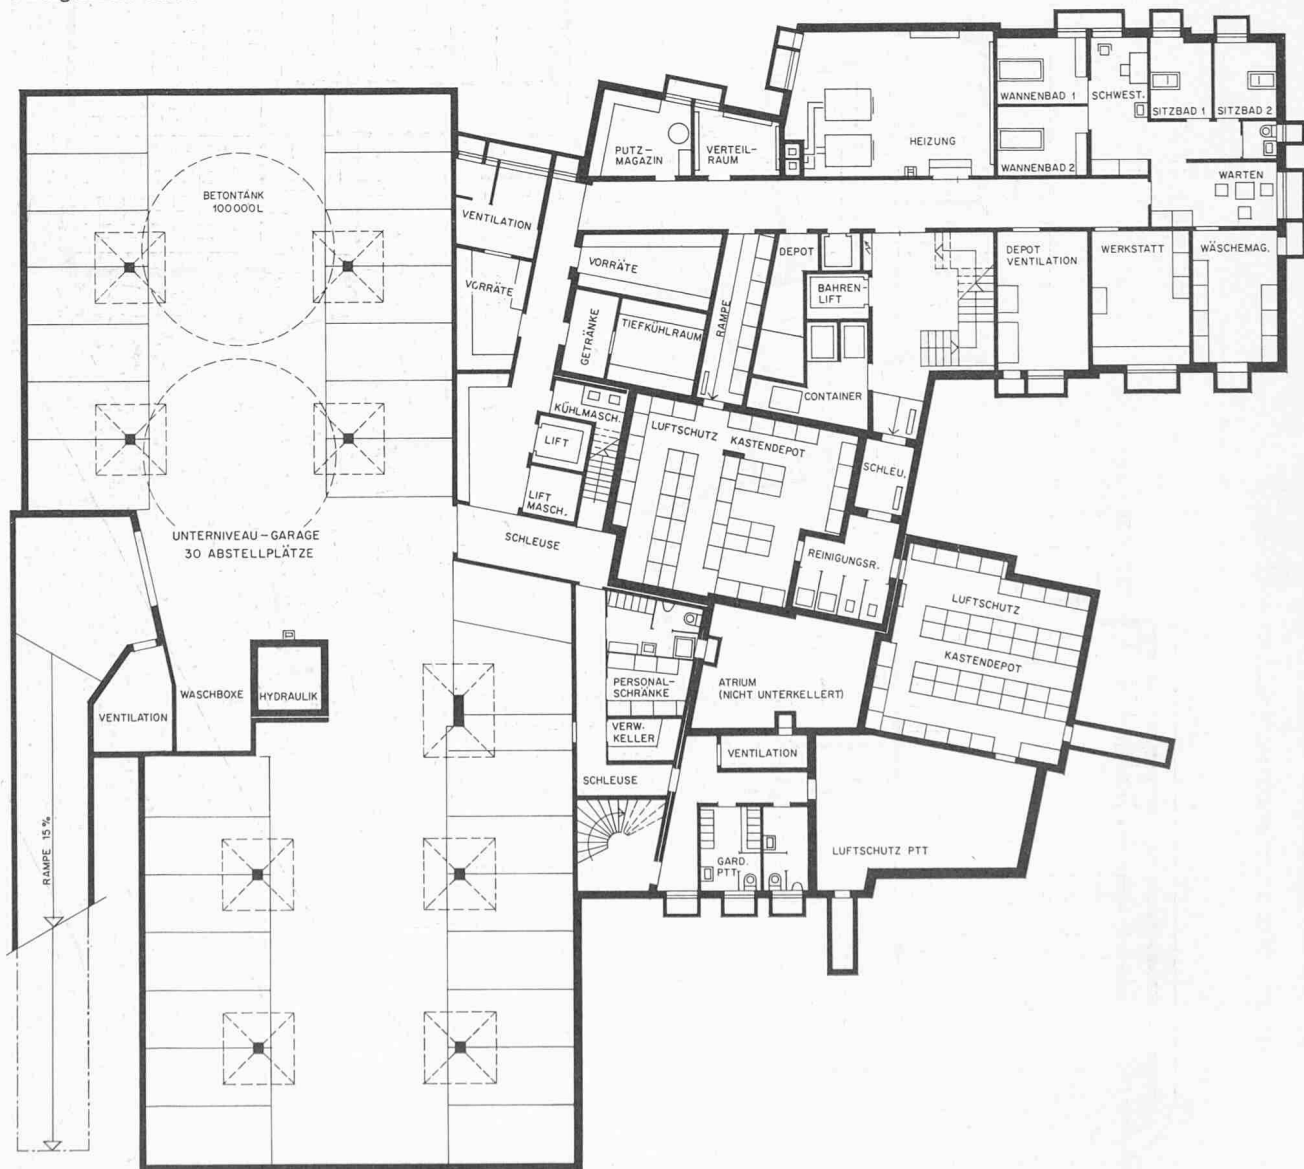 WANNENBAD 1
SCHWEST.
SITZBAD 1
SITZBAD 2
PUTZ-
MAGAZIN
VERTEIL-
RAUM
HEIZUNG
WANNENBAD 2
WARTEN
BETONTANK
100000L
VENTILATION
VORRÄTE
VORRÄTE
DEPOT
BAHREN-
LIFT
DEPOT
VENTILATION
WERKSTATT
WÄSCHEMAG.
GETRÄNKE
TIEFKÜHLRAUM
RAMPE
CONTAINER
KÜHLMASCH.
LIFT
LIFT
MASCH.
LUFTSCHUTZ
KASTENDEPOT
SCHLEU.
UNTERNIVEAU-GARAGE
30 ABSTELLPLÄTZE
SCHLEUSE
REINIGUNGSR.
LUFTSCHUTZ
KASTENDEPOT
WASCHBOXE
HYDRAULIK
VENTILATION
PERSONAL-
SCHRÄNKE
ATRIUM
(NICHT UNTERKELLERT)
VERW.
KELLER
VENTILATION
SCHLEUSE
RAMPE 15%
GARD.
PTT
LUFTSCHUTZ PTT